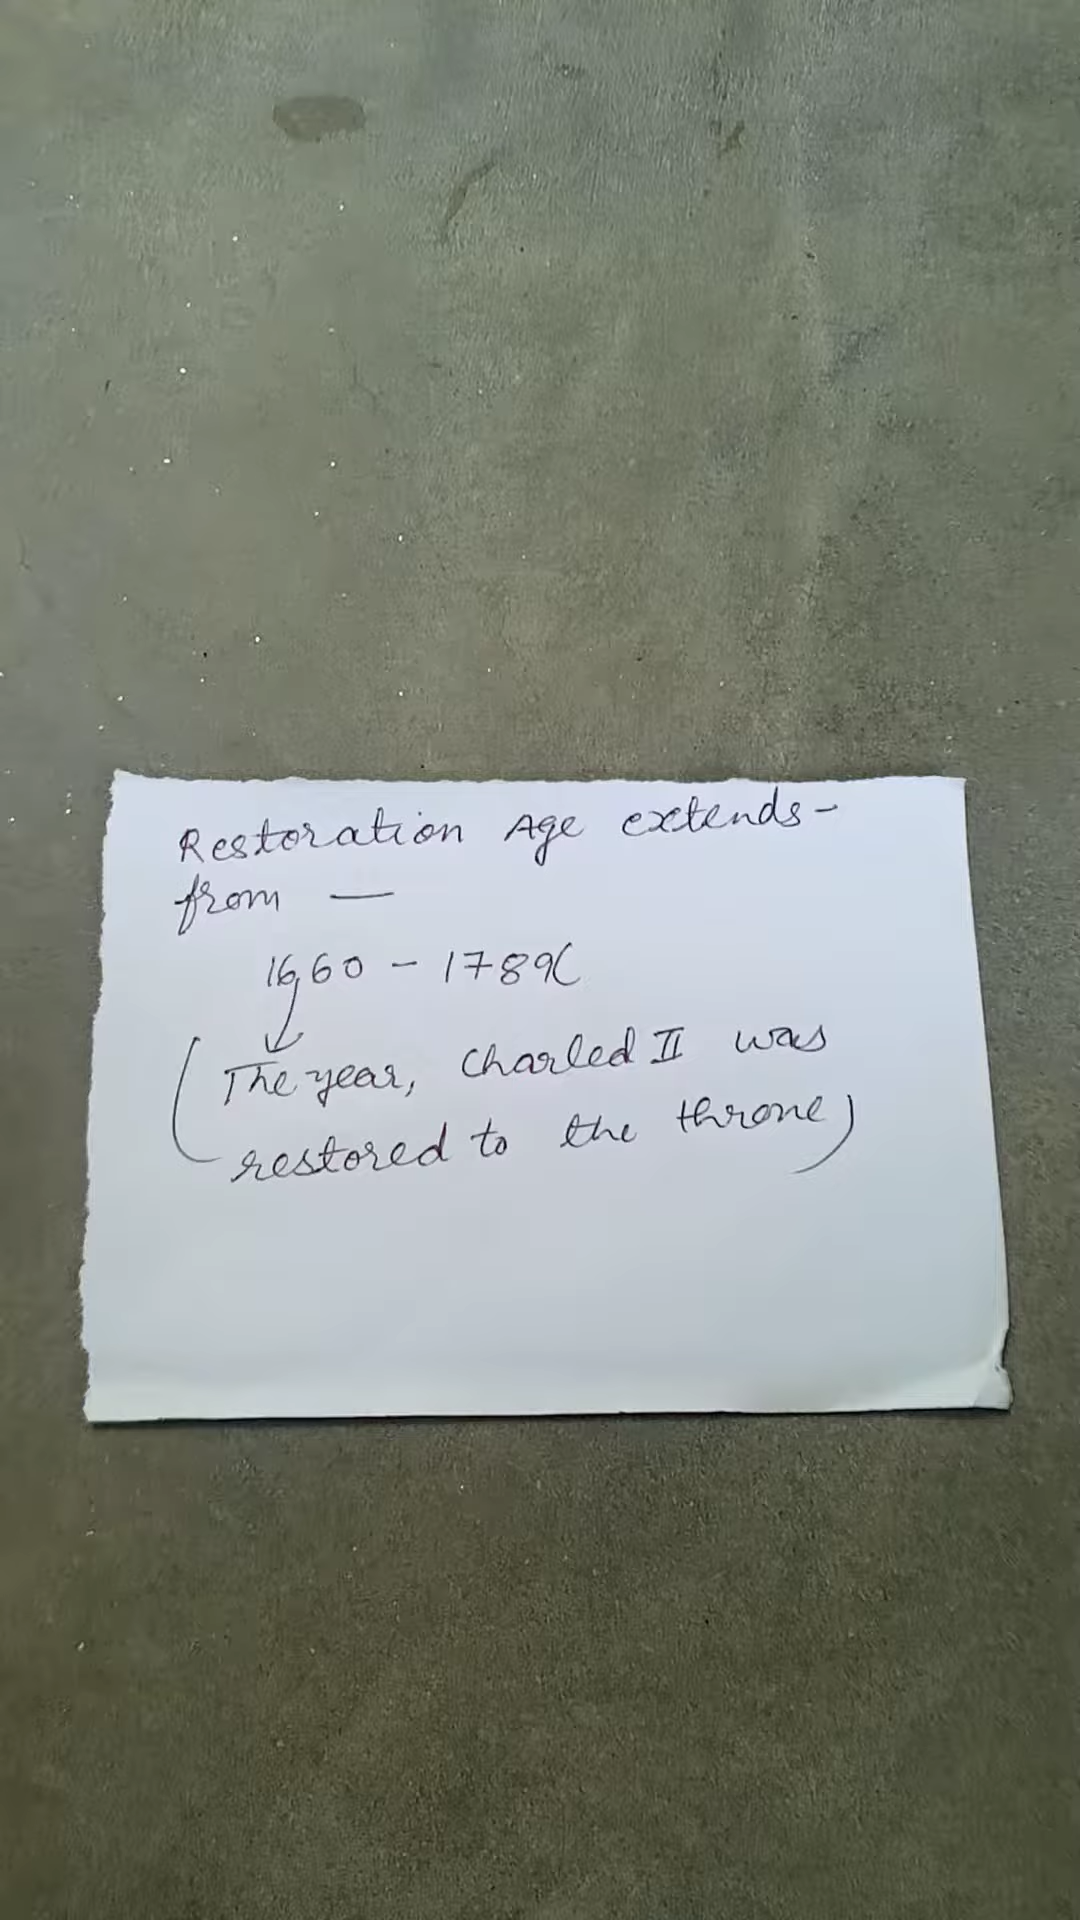 Restoration Age extends-
from —
1660 - 1789
(The year, Charled II was
restored to the throne)